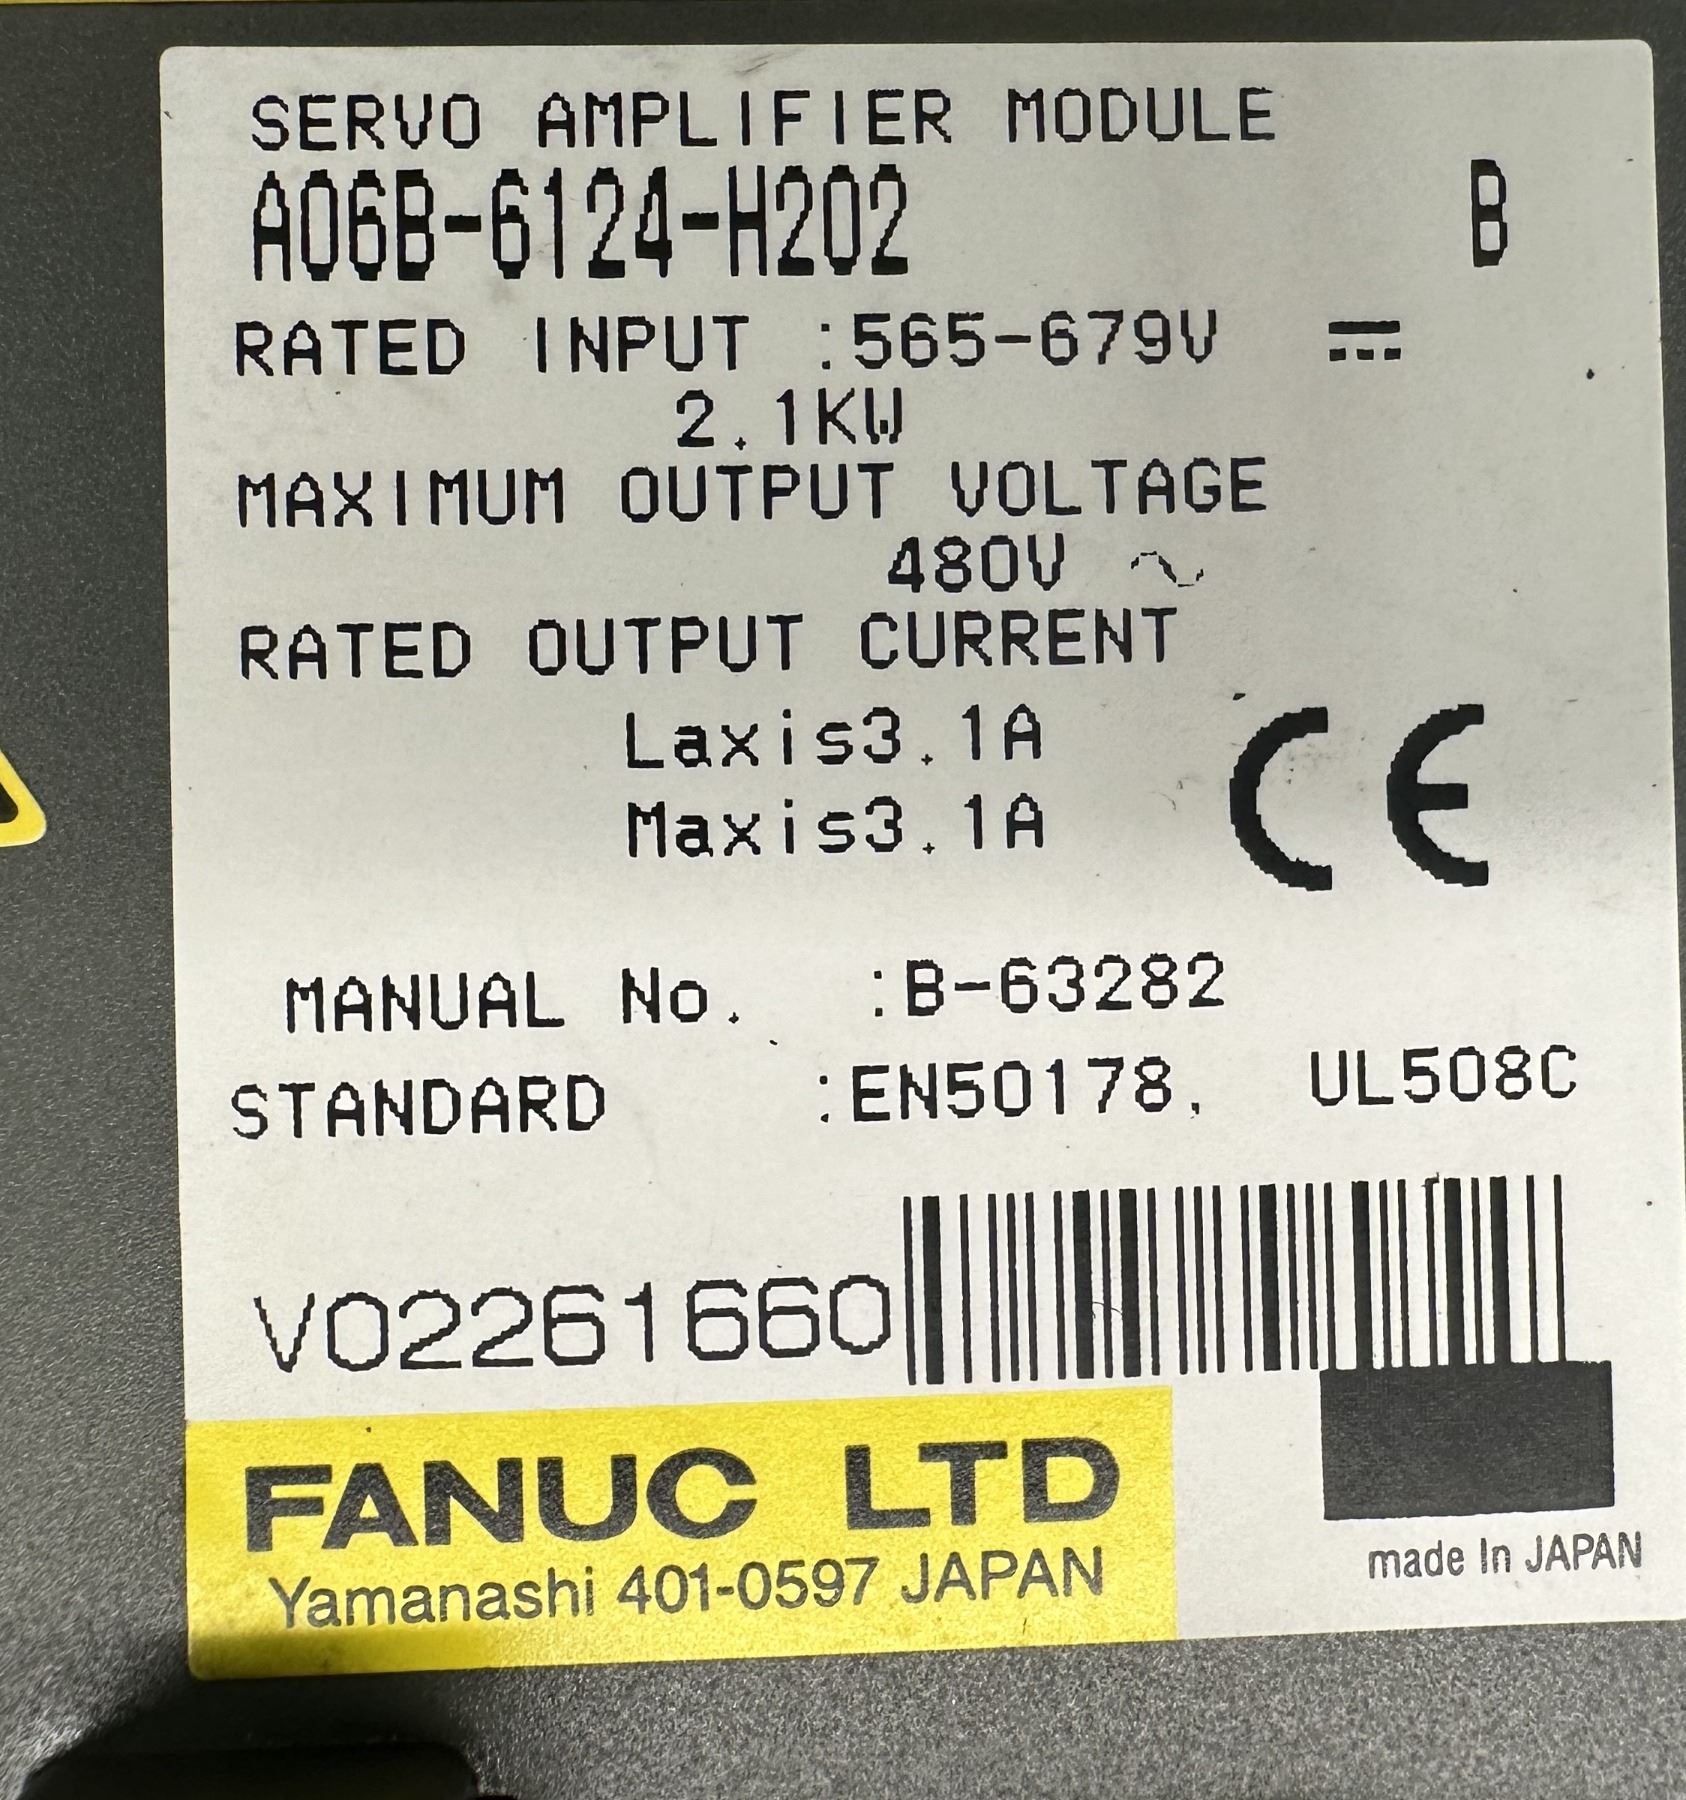 SERVO AMPLIFIER MODULE
A06B-6124-H202 B
RATED INPUT :565-679V ⎓
2.1KW
MAXIMUM OUTPUT VOLTAGE
480V ∿
RATED OUTPUT CURRENT
Laxis3.1A
Maxis3.1A
CE
MANUAL No. :B-63282
STANDARD :EN50178, UL508C
V02261660
FANUC LTD
Yamanashi 401-0597 JAPAN
made In JAPAN